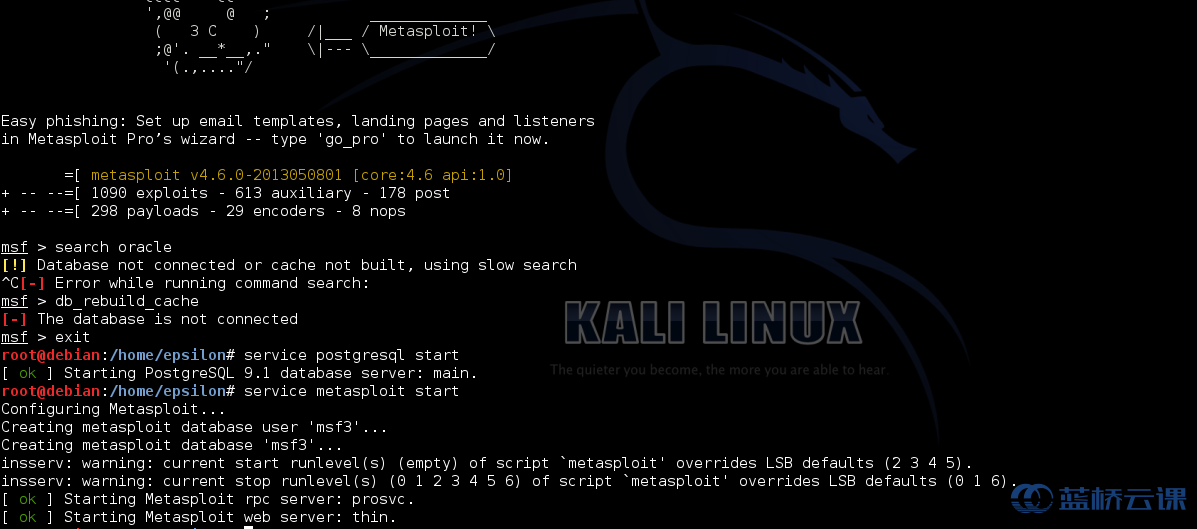 ',@@     @   ;          _____________
(   3 C    )     /|___ / Metasploit! \
;@'. __*__,."    \|--- \_____________/
'(.,...."/
Easy phishing: Set up email templates, landing pages and listeners
in Metasploit Pro’s wizard -- type 'go_pro' to launch it now.
=[ metasploit v4.6.0-2013050801 [core:4.6 api:1.0]
+ -- --=[ 1090 exploits - 613 auxiliary - 178 post
+ -- --=[ 298 payloads - 29 encoders - 8 nops
msf > search oracle
[!] Database not connected or cache not built, using slow search
^C[-] Error while running command search:
msf > db_rebuild_cache
[-] The database is not connected
msf > exit
root@debian:/home/epsilon# service postgresql start
[ ok ] Starting PostgreSQL 9.1 database server: main.
root@debian:/home/epsilon# service metasploit start
Configuring Metasploit...
Creating metasploit database user 'msf3'...
Creating metasploit database 'msf3'...
insserv: warning: current start runlevel(s) (empty) of script `metasploit' overrides LSB defaults (2 3 4 5).
insserv: warning: current stop runlevel(s) (0 1 2 3 4 5 6) of script `metasploit' overrides LSB defaults (0 1 6).
[ ok ] Starting Metasploit rpc server: prosvc.
[ ok ] Starting Metasploit web server: thin.
KALI LINUX
The quieter you become, the more you are able to hear.
蓝桥云课